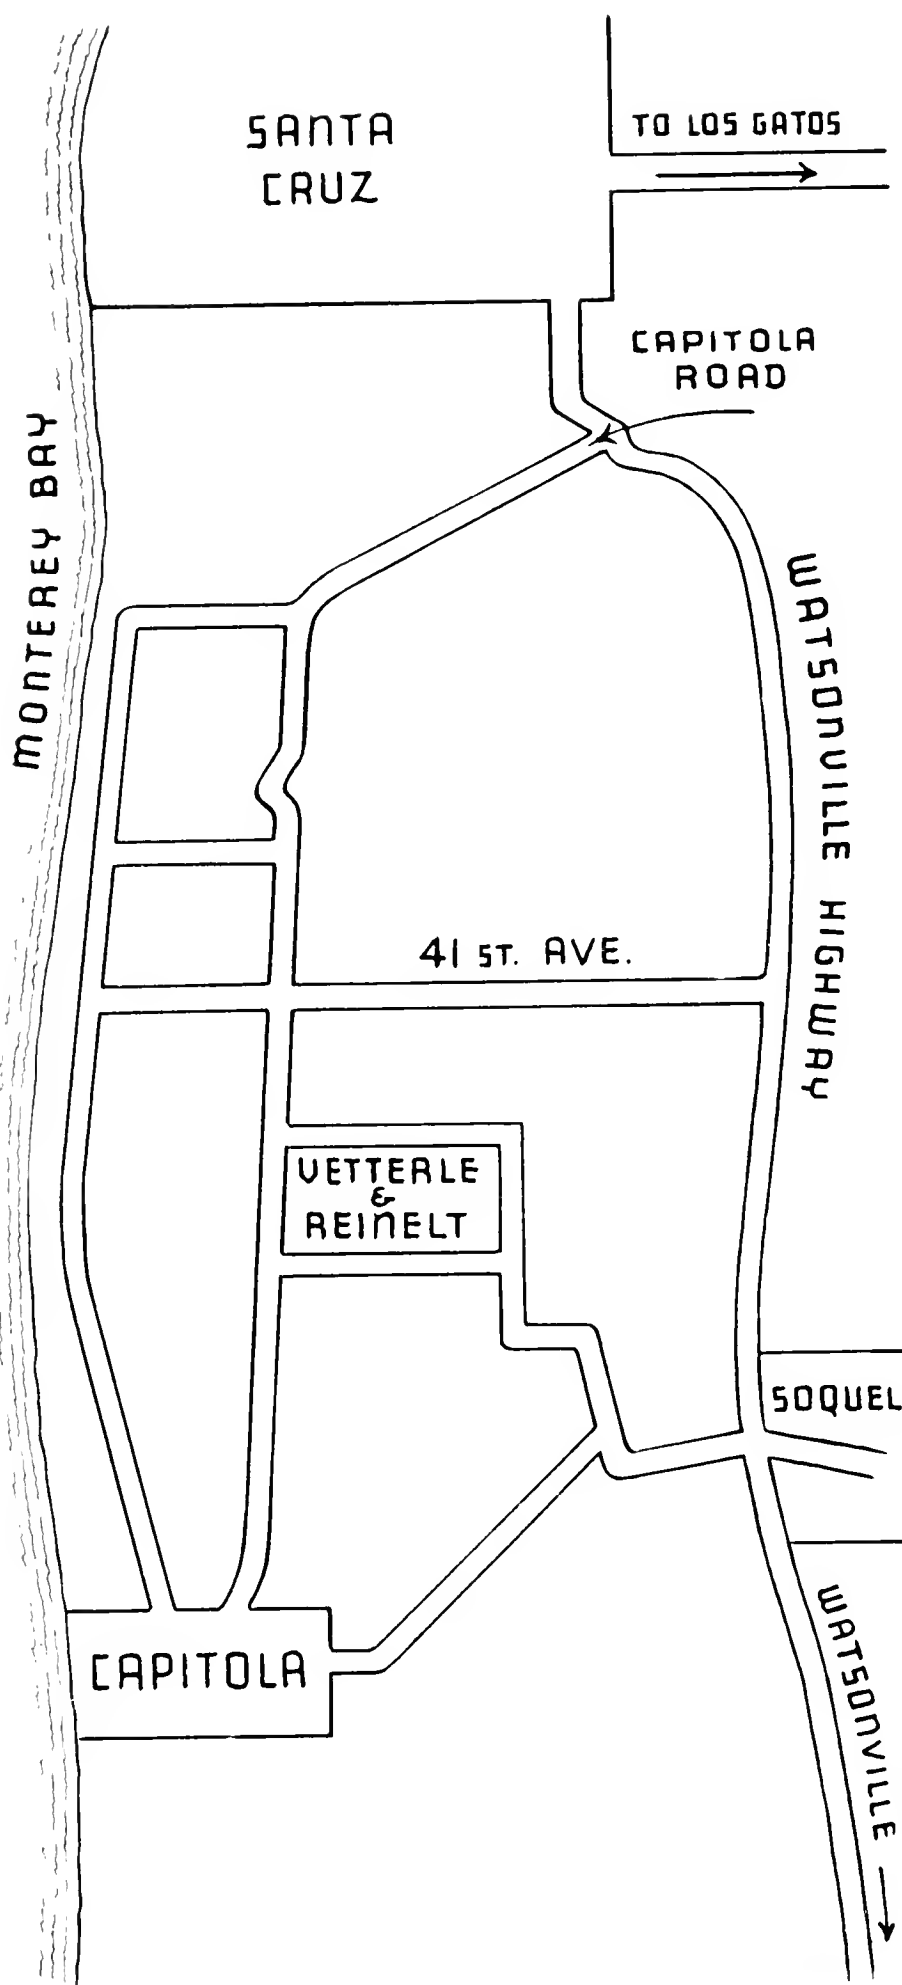 SANTA
CRUZ
TO LOS GATOS
CAPITOLA
ROAD
MONTEREY BAY
WATSONVILLE HIGHWAY
41 ST. AVE.
VETTERLE
&
REINELT
SOQUEL
CAPITOLA
WATSONVILLE